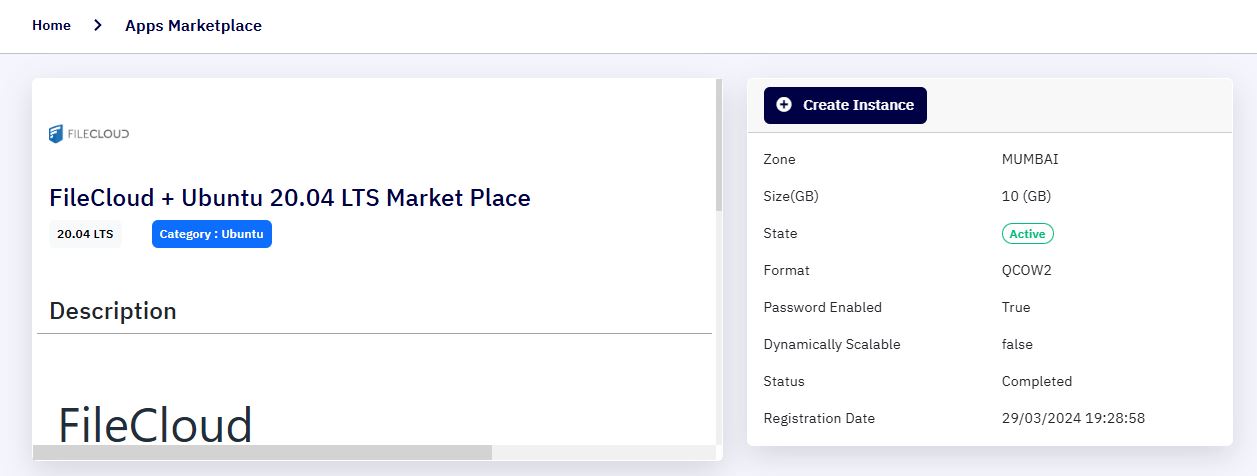 Home > Apps Marketplace
FILECLOUD
FileCloud + Ubuntu 20.04 LTS Market Place
20.04 LTS Category : Ubuntu
Description
FileCloud
Create Instance
Zone MUMBAI
Size(GB) 10 (GB)
State Active
Format QCOW2
Password Enabled True
Dynamically Scalable false
Status Completed
Registration Date 29/03/2024 19:28:58